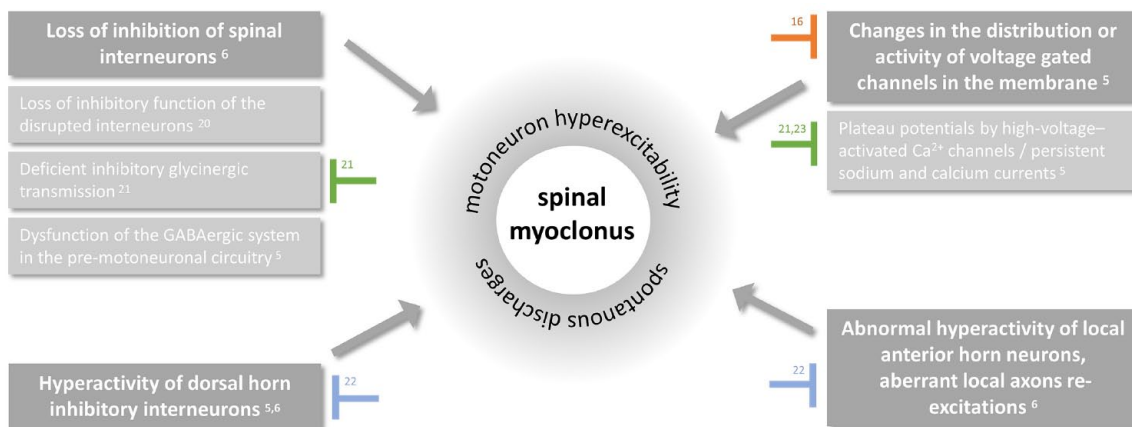 Loss of inhibition of spinal
interneurons 6
Loss of inhibitory function of the
disrupted interneurons 20
Deficient inhibitory glycinergic
transmission 21
21
Dysfunction of the GABAergic system
in the pre-motoneuronal circuitry 5
Hyperactivity of dorsal horn
inhibitory interneurons 5,6
22
motoneuron hyperexcitability
spinal
myoclonus
spontanous discharges
16
Changes in the distribution or
activity of voltage gated
channels in the membrane 5
21,23
Plateau potentials by high-voltage–
activated Ca2+ channels / persistent
sodium and calcium currents 5
22
Abnormal hyperactivity of local
anterior horn neurons,
aberrant local axons re-
excitations 6